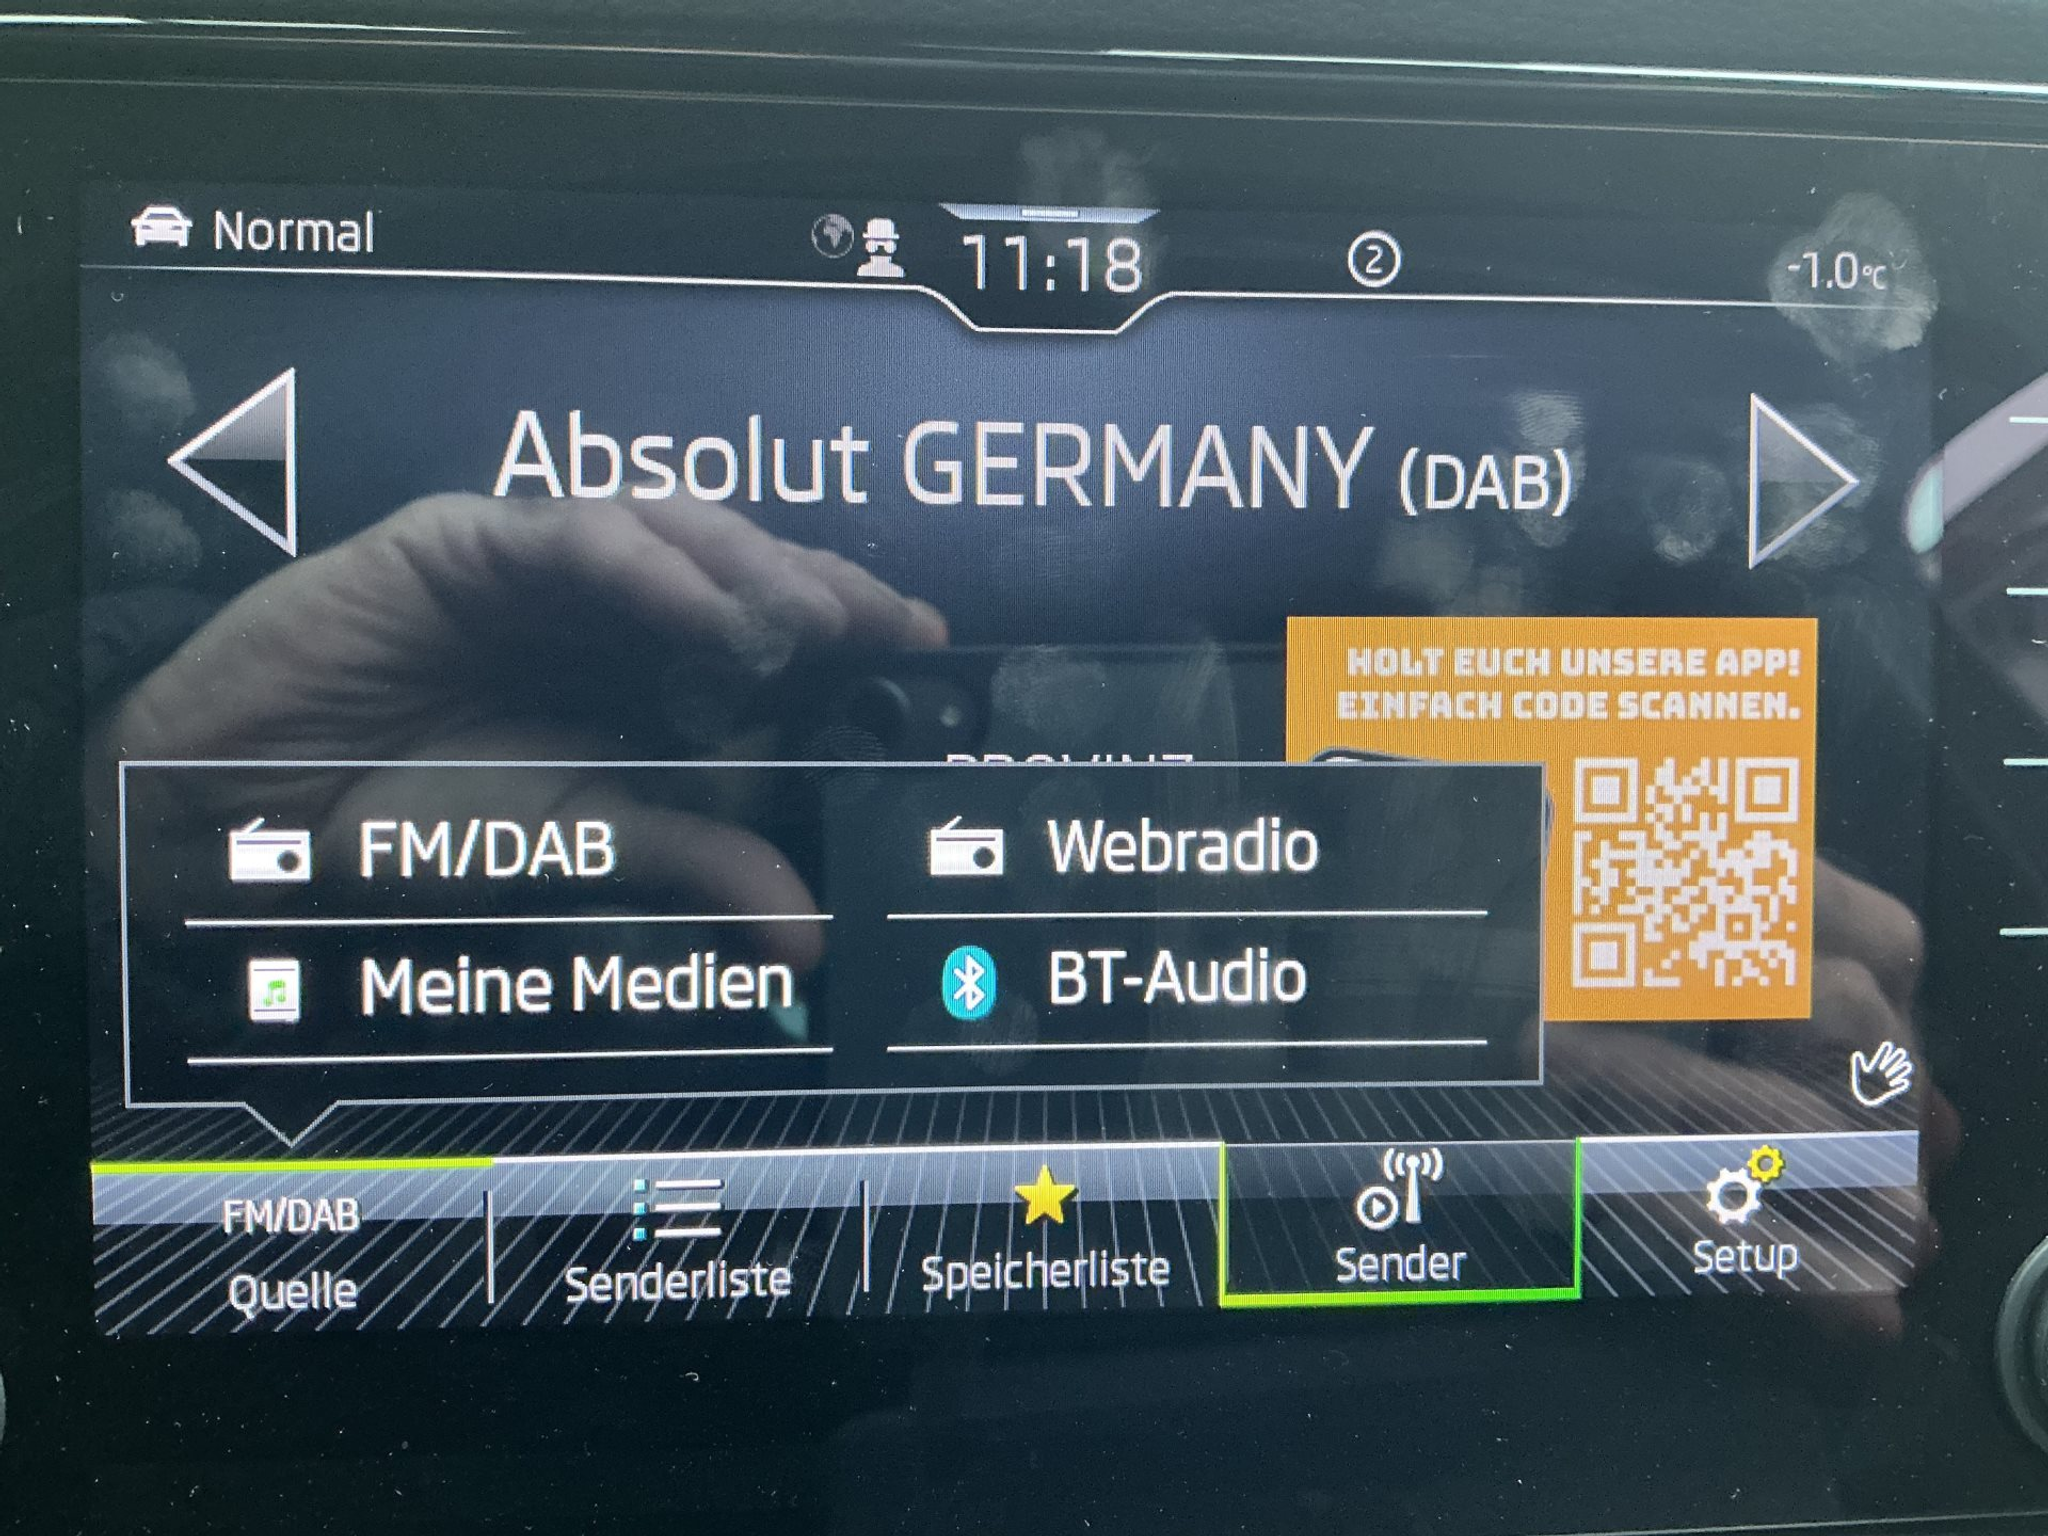 Normal
11:18
2
-1.0°C
Absolut GERMANY (DAB)
HOLT EUCH UNSERE APP!
EINFACH CODE SCANNEN.
PROVINZ
FM/DAB
Webradio
Meine Medien
BT-Audio
FM/DAB
Quelle
Senderliste
Speicherliste
Sender
Setup